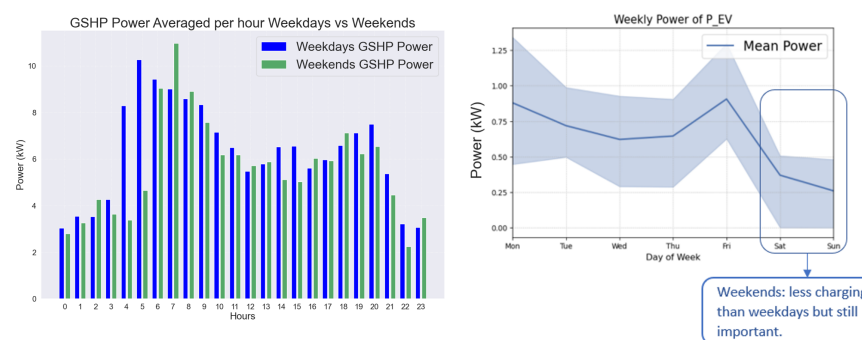 GSHP Power Averaged per hour Weekdays vs Weekends
Weekdays GSHP Power
Weekends GSHP Power
Power (kW)
10
8
6
4
2
0
0 1 2 3 4 5 6 7 8 9 10 11 12 13 14 15 16 17 18 19 20 21 22 23
Hours
Weekly Power of P_EV
Mean Power
Power (kW)
1.25
1.00
0.75
0.50
0.25
0.00
Mon Tue Wed Thu Fri Sat Sun
Day of Week
Weekends: less charging
than weekdays but still
important.